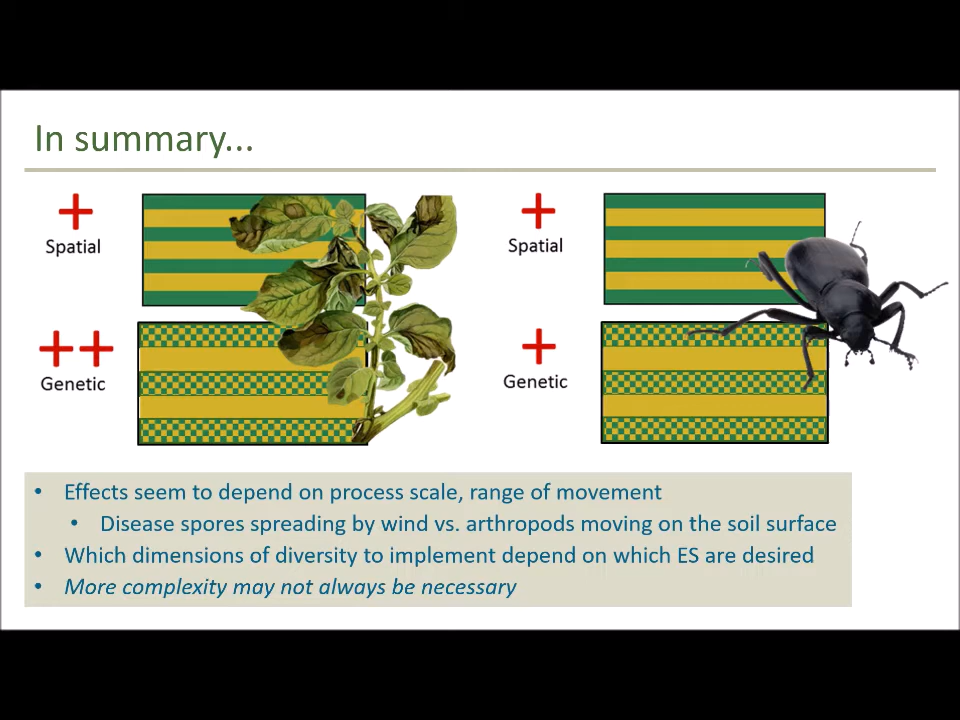 In summary...
+
Spatial
++
Genetic
+
Spatial
+
Genetic
• Effects seem to depend on process scale, range of movement
• Disease spores spreading by wind vs. arthropods moving on the soil surface
• Which dimensions of diversity to implement depend on which ES are desired
• More complexity may not always be necessary